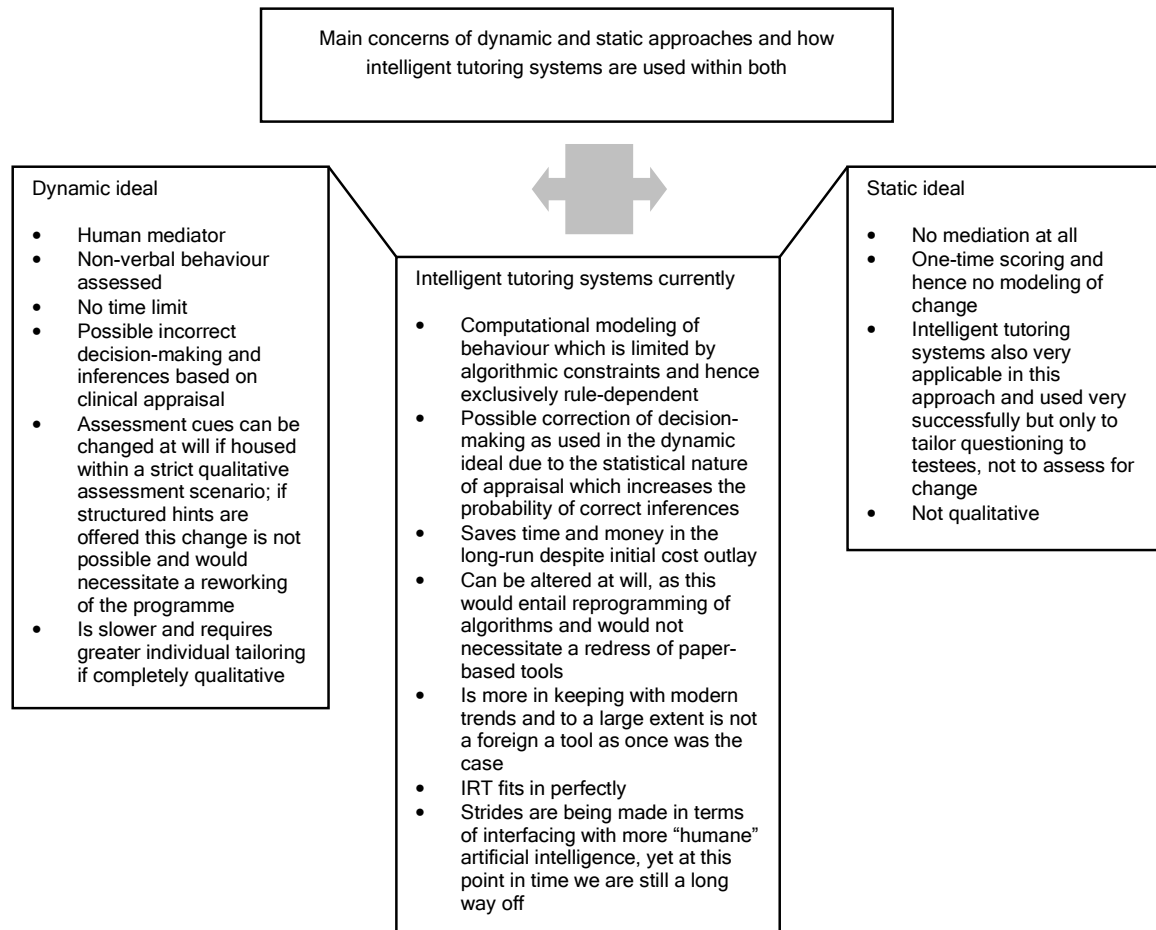 Main concerns of dynamic and static approaches and how
intelligent tutoring systems are used within both
Dynamic ideal
• Human mediator
• Non-verbal behaviour
assessed
• No time limit
• Possible incorrect
decision-making and
inferences based on
clinical appraisal
• Assessment cues can be
changed at will if housed
within a strict qualitative
assessment scenario; if
structured hints are
offered this change is not
possible and would
necessitate a reworking
of the programme
• Is slower and requires
greater individual tailoring
if completely qualitative
Intelligent tutoring systems currently
• Computational modeling of
behaviour which is limited by
algorithmic constraints and hence
exclusively rule-dependent
• Possible correction of decision-
making as used in the dynamic
ideal due to the statistical nature
of appraisal which increases the
probability of correct inferences
• Saves time and money in the
long-run despite initial cost outlay
• Can be altered at will, as this
would entail reprogramming of
algorithms and would not
necessitate a redress of paper-
based tools
• Is more in keeping with modern
trends and to a large extent is not
a foreign a tool as once was the
case
• IRT fits in perfectly
• Strides are being made in terms
of interfacing with more “humane”
artificial intelligence, yet at this
point in time we are still a long
way off
Static ideal
• No mediation at all
• One-time scoring and
hence no modeling of
change
• Intelligent tutoring
systems also very
applicable in this
approach and used very
successfully but only to
tailor questioning to
testees, not to assess for
change
• Not qualitative